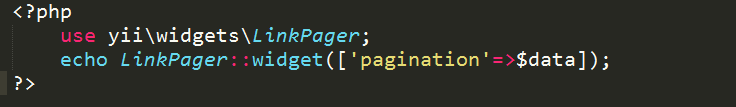 <?php
    use yii\widgets\LinkPager;
    echo LinkPager::widget(['pagination'=>$data]);
?>